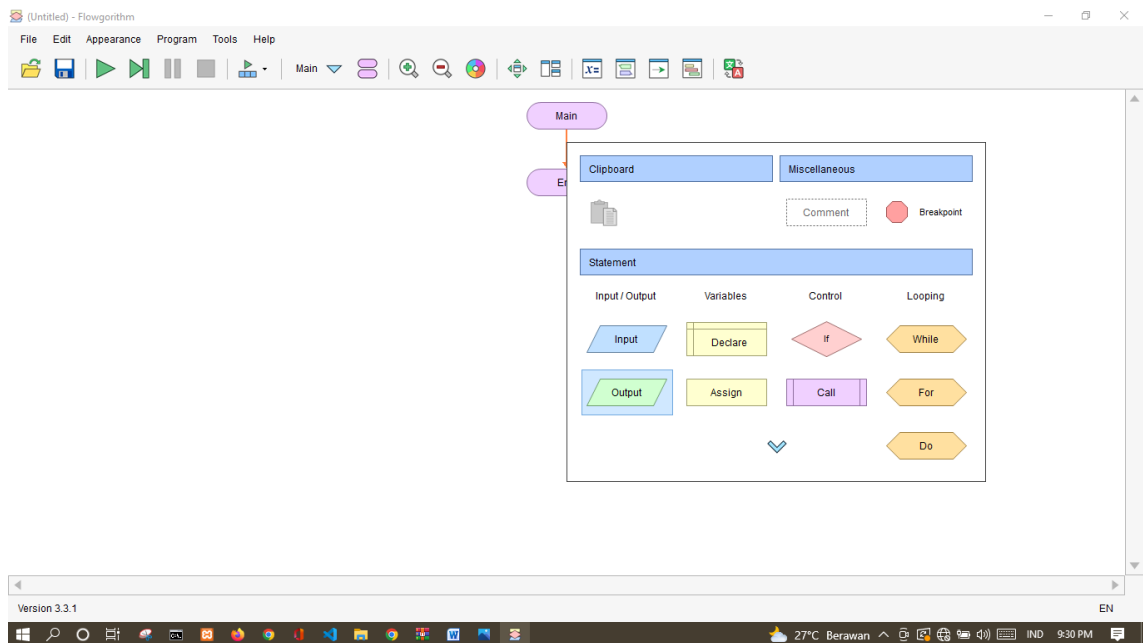 (Untitled) - Flowgorithm
File Edit Appearance Program Tools Help
Main
x=
Main
Clipboard
Miscellaneous
Comment
Breakpoint
Statement
Input / Output
Variables
Control
Looping
Input
Declare
If
While
Output
Assign
Call
For
Do
Version 3.3.1
EN
27°C Berawan
IND
9:30 PM